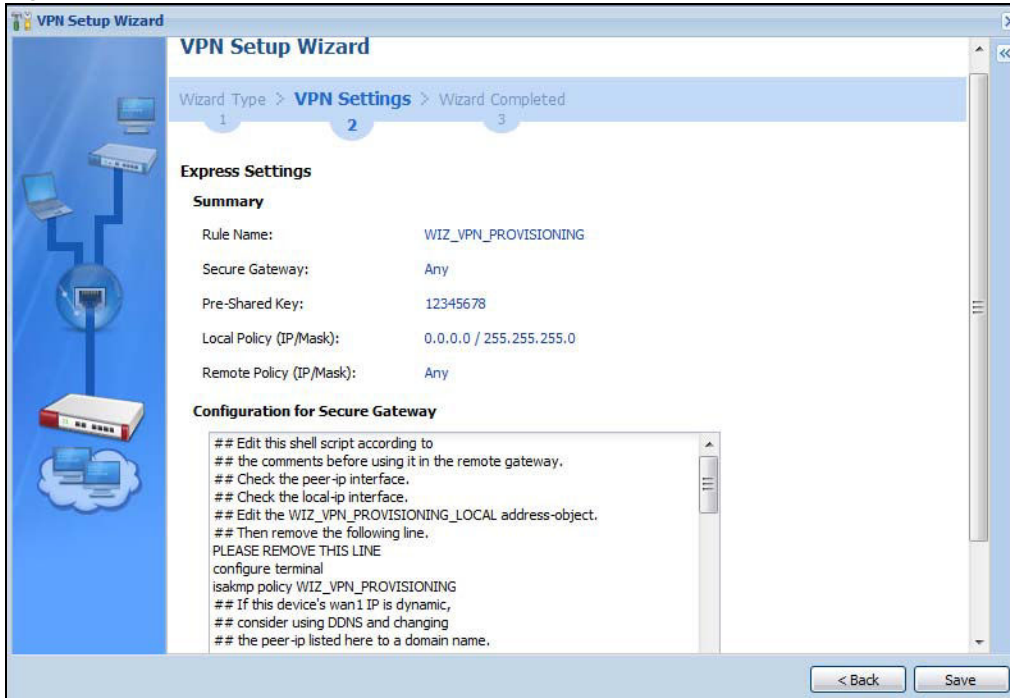 VPN Setup Wizard
VPN Setup Wizard
Wizard Type > VPN Settings > Wizard Completed
1 2 3
Express Settings
Summary
Rule Name: WIZ_VPN_PROVISIONING
Secure Gateway: Any
Pre-Shared Key: 12345678
Local Policy (IP/Mask): 0.0.0.0 / 255.255.255.0
Remote Policy (IP/Mask): Any
Configuration for Secure Gateway
## Edit this shell script according to
## the comments before using it in the remote gateway.
## Check the peer-ip interface.
## Check the local-ip interface.
## Edit the WIZ_VPN_PROVISIONING_LOCAL address-object.
## Then remove the following line.
PLEASE REMOVE THIS LINE
configure terminal
isakmp policy WIZ_VPN_PROVISIONING
## If this device's wan1 IP is dynamic,
## consider using DDNS and changing
## the peer-ip listed here to a domain name.
< Back Save